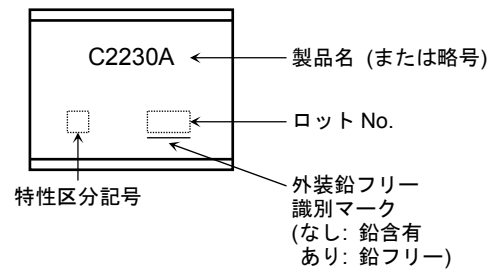 C2230A
製品名 (または略号)
ロット No.
特性区分記号
外装鉛フリー
識別マーク
(なし: 鉛含有
あり: 鉛フリー)